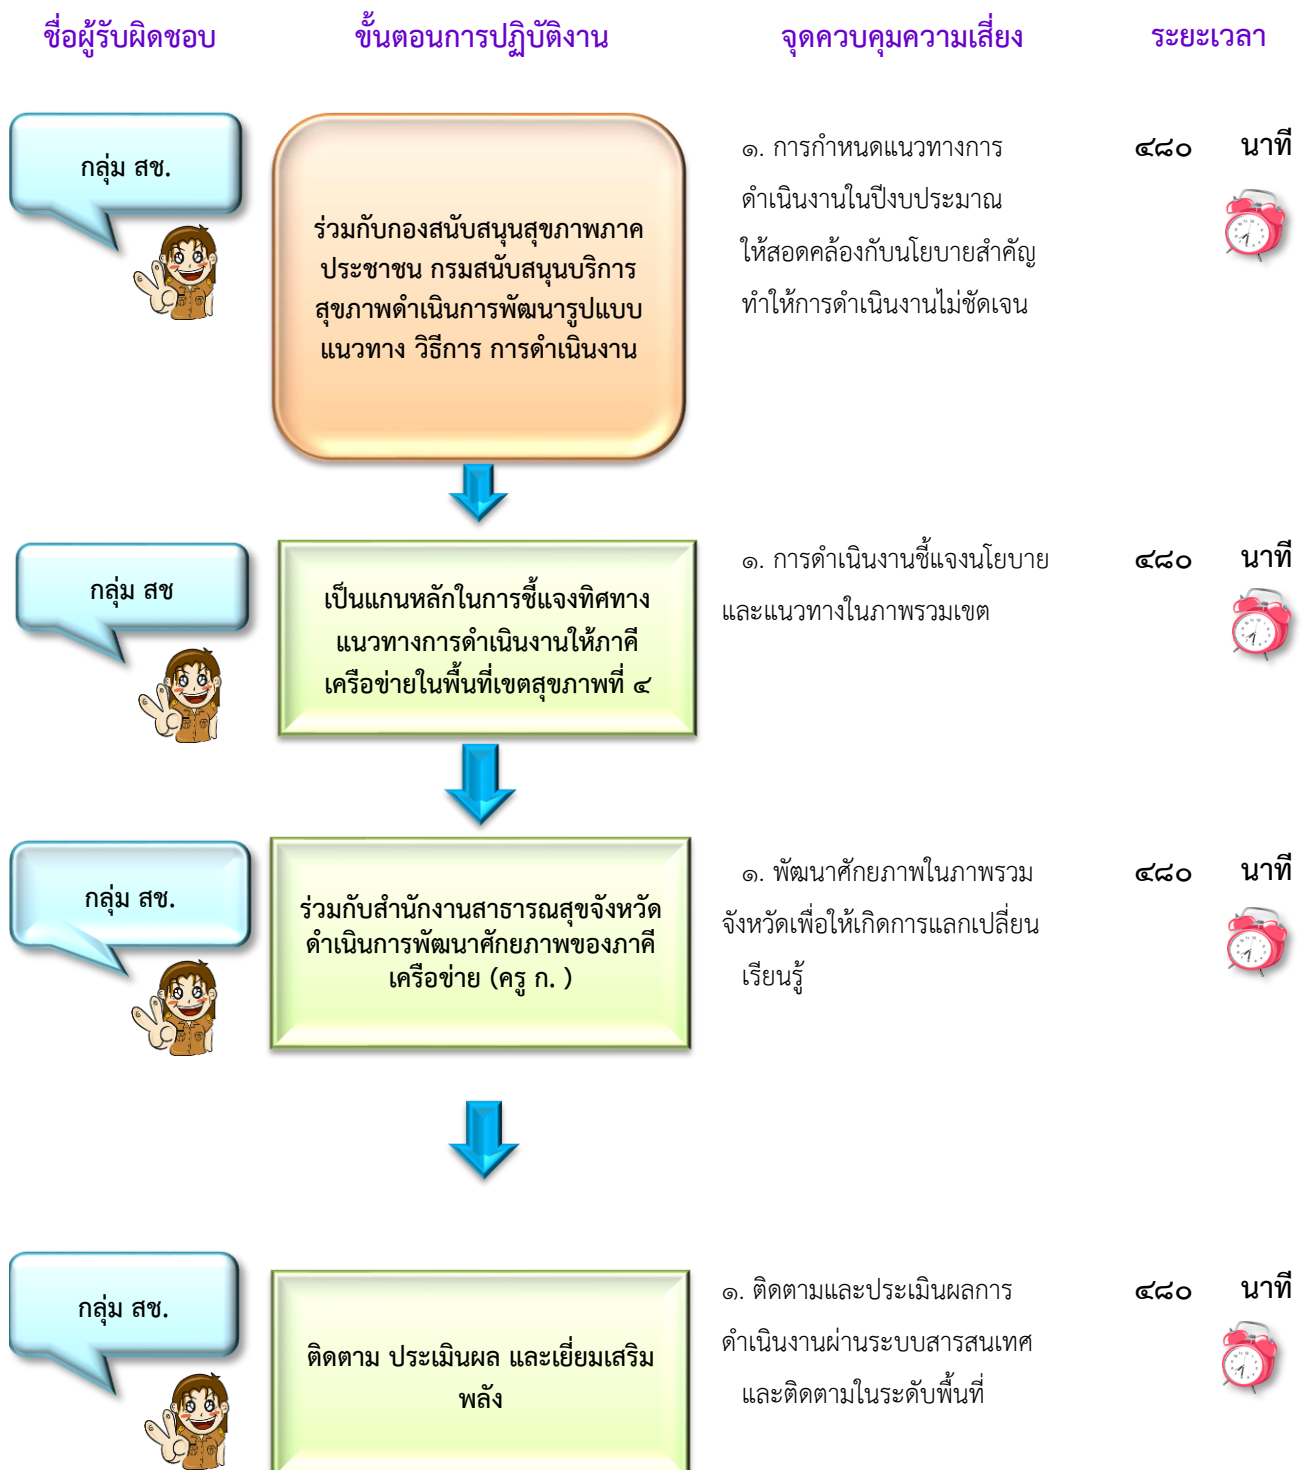 ชื่อผู้รับผิดชอบ ขั้นตอนการปฏิบัติงาน จุดควบคุมความเสี่ยง ระยะเวลา
กลุ่ม สช.
ร่วมกับกองสนับสนุนสุขภาพภาค
ประชาชน กรมสนับสนุนบริการ
สุขภาพดำเนินการพัฒนารูปแบบ
แนวทาง วิธีการ การดำเนินงาน
๑. การกำหนดแนวทางการ
ดำเนินงานในปีงบประมาณ
ให้สอดคล้องกับนโยบายสำคัญ
ทำให้การดำเนินงานไม่ชัดเจน
๔๘๐ นาที
กลุ่ม สช
เป็นแกนหลักในการชี้แจงทิศทาง
แนวทางการดำเนินงานให้ภาคี
เครือข่ายในพื้นที่เขตสุขภาพที่ ๔
๑. การดำเนินงานชี้แจงนโยบาย
และแนวทางในภาพรวมเขต
๔๘๐ นาที
กลุ่ม สช.
ร่วมกับสำนักงานสาธารณสุขจังหวัด
ดำเนินการพัฒนาศักยภาพของภาคี
เครือข่าย (ครู ก. )
๑. พัฒนาศักยภาพในภาพรวม
จังหวัดเพื่อให้เกิดการแลกเปลี่ยน
เรียนรู้
๔๘๐ นาที
กลุ่ม สช.
ติดตาม ประเมินผล และเยี่ยมเสริม
พลัง
๑. ติดตามและประเมินผลการ
ดำเนินงานผ่านระบบสารสนเทศ
และติดตามในระดับพื้นที่
๔๘๐ นาที